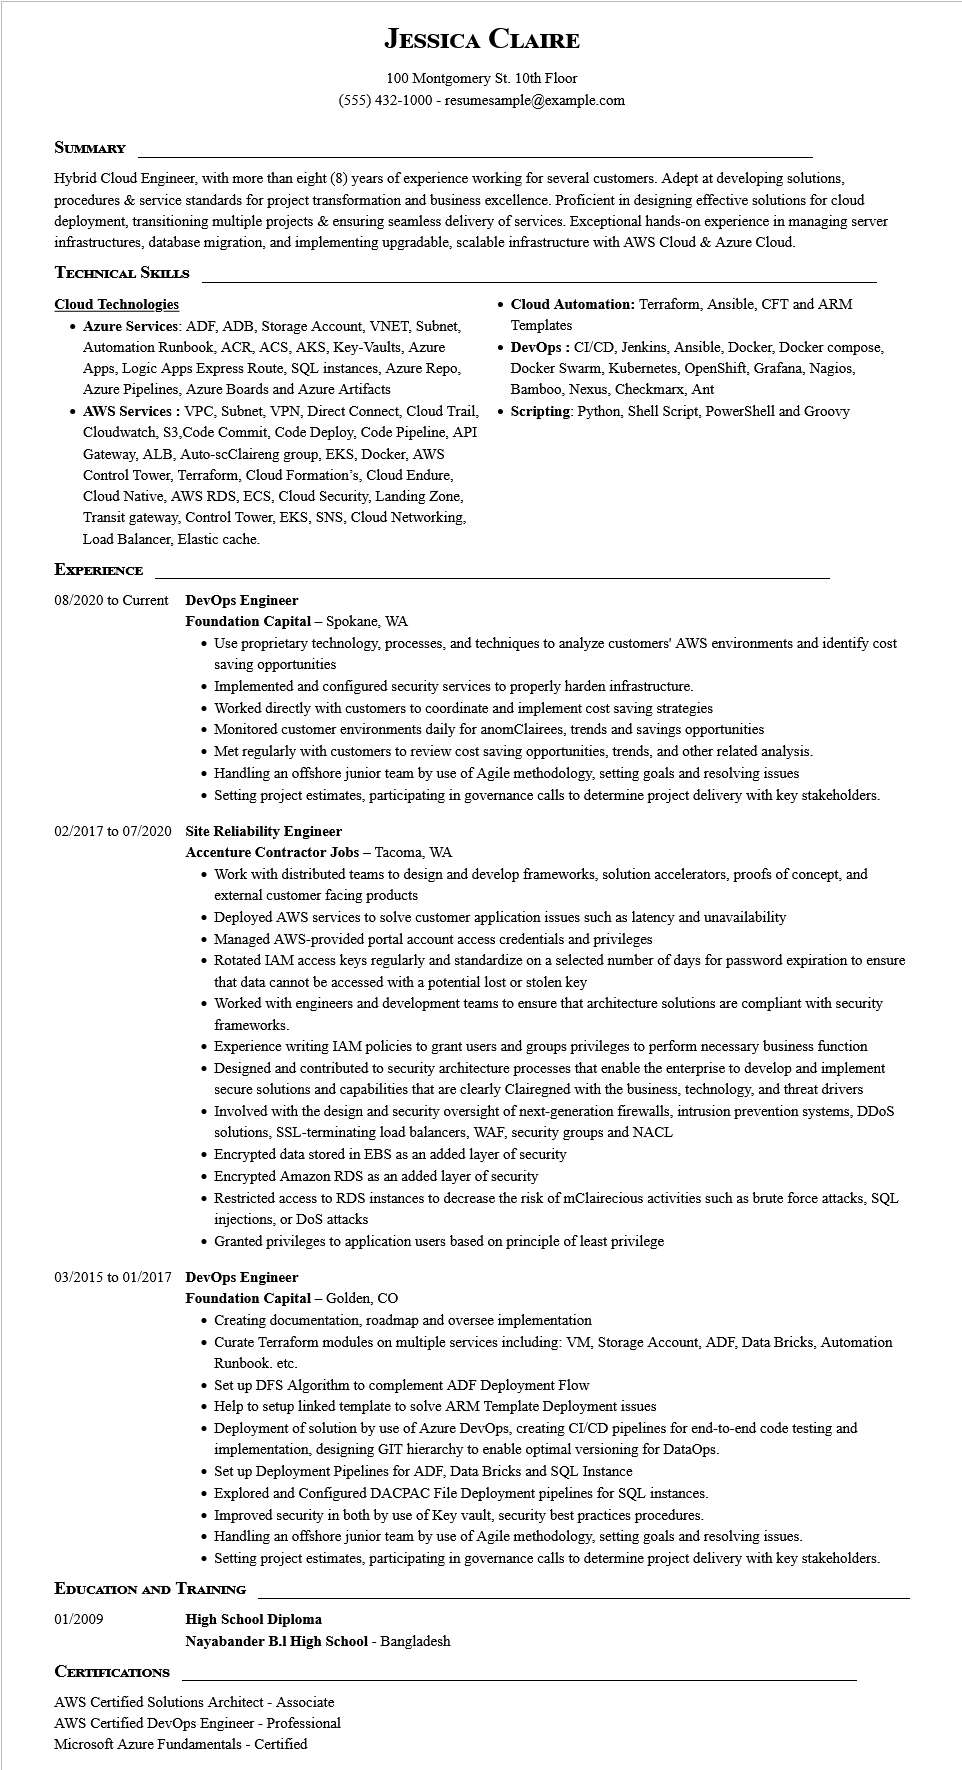 Jessica Claire
100 Montgomery St. 10th Floor
(555) 432-1000 - resumesample@example.com
Summary
Hybrid Cloud Engineer, with more than eight (8) years of experience working for several customers. Adept at developing solutions,
procedures & service standards for project transformation and business excellence. Proficient in designing effective solutions for cloud
deployment, transitioning multiple projects & ensuring seamless delivery of services. Exceptional hands-on experience in managing server
infrastructures, database migration, and implementing upgradable, scalable infrastructure with AWS Cloud & Azure Cloud.
Technical Skills
Cloud Technologies
• Azure Services: ADF, ADB, Storage Account, VNET, Subnet,
Automation Runbook, ACR, ACS, AKS, Key-Vaults, Azure
Apps, Logic Apps Express Route, SQL instances, Azure Repo,
Azure Pipelines, Azure Boards and Azure Artifacts
• AWS Services : VPC, Subnet, VPN, Direct Connect, Cloud Trail,
Cloudwatch, S3,Code Commit, Code Deploy, Code Pipeline, API
Gateway, ALB, Auto-scClaireng group, EKS, Docker, AWS
Control Tower, Terraform, Cloud Formation’s, Cloud Endure,
Cloud Native, AWS RDS, ECS, Cloud Security, Landing Zone,
Transit gateway, Control Tower, EKS, SNS, Cloud Networking,
Load Balancer, Elastic cache.
• Cloud Automation: Terraform, Ansible, CFT and ARM
Templates
• DevOps : CI/CD, Jenkins, Ansible, Docker, Docker compose,
Docker Swarm, Kubernetes, OpenShift, Grafana, Nagios,
Bamboo, Nexus, Checkmarx, Ant
• Scripting: Python, Shell Script, PowerShell and Groovy
Experience
08/2020 to Current DevOps Engineer
Foundation Capital – Spokane, WA
• Use proprietary technology, processes, and techniques to analyze customers' AWS environments and identify cost
saving opportunities
• Implemented and configured security services to properly harden infrastructure.
• Worked directly with customers to coordinate and implement cost saving strategies
• Monitored customer environments daily for anomClairees, trends and savings opportunities
• Met regularly with customers to review cost saving opportunities, trends, and other related analysis.
• Handling an offshore junior team by use of Agile methodology, setting goals and resolving issues
• Setting project estimates, participating in governance calls to determine project delivery with key stakeholders.
02/2017 to 07/2020 Site Reliability Engineer
Accenture Contractor Jobs – Tacoma, WA
• Work with distributed teams to design and develop frameworks, solution accelerators, proofs of concept, and
external customer facing products
• Deployed AWS services to solve customer application issues such as latency and unavailability
• Managed AWS-provided portal account access credentials and privileges
• Rotated IAM access keys regularly and standardize on a selected number of days for password expiration to ensure
that data cannot be accessed with a potential lost or stolen key
• Worked with engineers and development teams to ensure that architecture solutions are compliant with security
frameworks.
• Experience writing IAM policies to grant users and groups privileges to perform necessary business function
• Designed and contributed to security architecture processes that enable the enterprise to develop and implement
secure solutions and capabilities that are clearly Clairegned with the business, technology, and threat drivers
• Involved with the design and security oversight of next-generation firewalls, intrusion prevention systems, DDoS
solutions, SSL-terminating load balancers, WAF, security groups and NACL
• Encrypted data stored in EBS as an added layer of security
• Encrypted Amazon RDS as an added layer of security
• Restricted access to RDS instances to decrease the risk of mClairecious activities such as brute force attacks, SQL
injections, or DoS attacks
• Granted privileges to application users based on principle of least privilege
03/2015 to 01/2017 DevOps Engineer
Foundation Capital – Golden, CO
• Creating documentation, roadmap and oversee implementation
• Curate Terraform modules on multiple services including: VM, Storage Account, ADF, Data Bricks, Automation
Runbook. etc.
• Set up DFS Algorithm to complement ADF Deployment Flow
• Help to setup linked template to solve ARM Template Deployment issues
• Deployment of solution by use of Azure DevOps, creating CI/CD pipelines for end-to-end code testing and
implementation, designing GIT hierarchy to enable optimal versioning for DataOps.
• Set up Deployment Pipelines for ADF, Data Bricks and SQL Instance
• Explored and Configured DACPAC File Deployment pipelines for SQL instances.
• Improved security in both by use of Key vault, security best practices procedures.
• Handling an offshore junior team by use of Agile methodology, setting goals and resolving issues.
• Setting project estimates, participating in governance calls to determine project delivery with key stakeholders.
Education and Training
01/2009 High School Diploma
Nayabander B.l High School - Bangladesh
Certifications
AWS Certified Solutions Architect - Associate
AWS Certified DevOps Engineer - Professional
Microsoft Azure Fundamentals - Certified